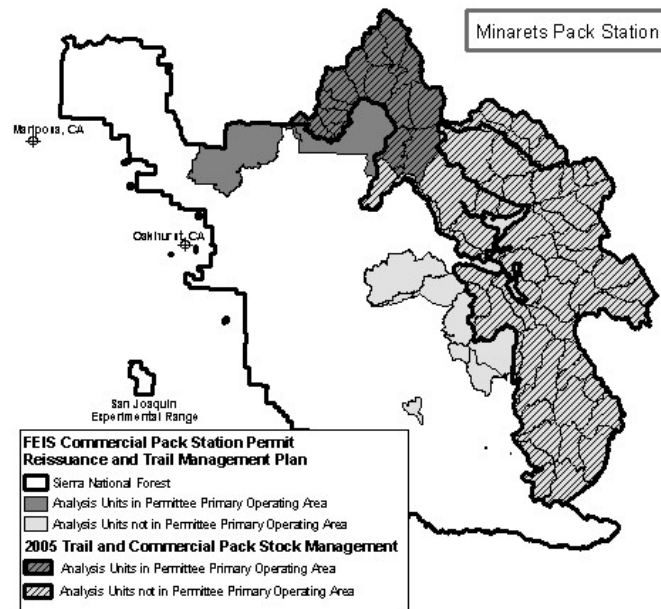 Minarets Pack Station
Mariposa, CA
Oakhurst, CA
San Joaquin
Experimental Range
FEIS Commercial Pack Station Permit
Reissuance and Trail Management Plan
Sierra National Forest
Analysis Units in Permittee Primary Operating Area
Analysis Units not in Permittee Primary Operating Area
2005 Trail and Commercial Pack Stock Management
Analysis Units in Permittee Primary Operating Area
Analysis Units not in Permittee Primary Operating Area